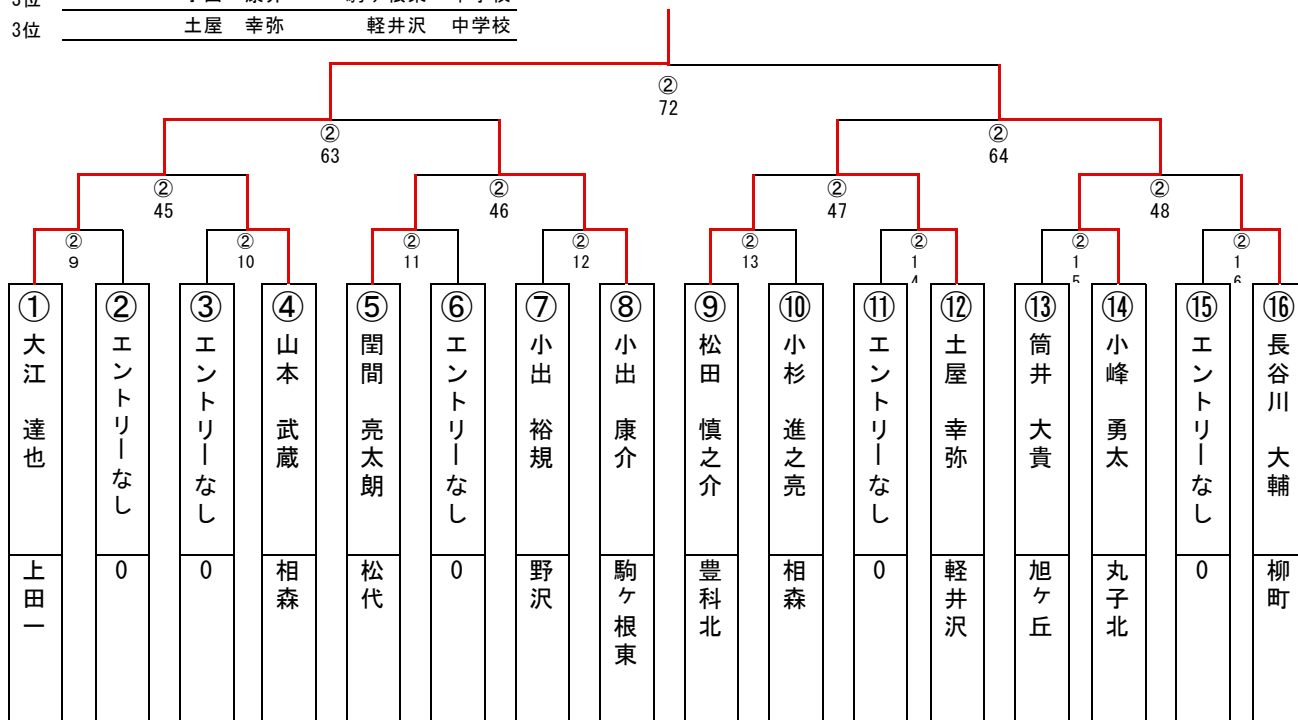 3位
3位 土屋 幸弥 軽井沢 中学校
②
72
② ②
63 64
② ② ② ②
45 46 47 48
② ② ② ② ② ② ② ②
9 10 11 12 13 14 15 16
① ② ③ ④ ⑤ ⑥ ⑦ ⑧ ⑨ ⑩ ⑪ ⑫ ⑬ ⑭ ⑮ ⑯
大江 達也
エントリーなし
エントリーなし
山本 武蔵
閏間 亮太朗
エントリーなし
小出 裕規
小出 康介
松田 慎之介
小杉 進之亮
エントリーなし
土屋 幸弥
筒井 大貴
小峰 勇太
エントリーなし
長谷川 大輔
上田一
0
0
相森
松代
0
野沢
駒ヶ根東
豊科北
相森
0
軽井沢
旭ケ丘
丸子北
0
柳町